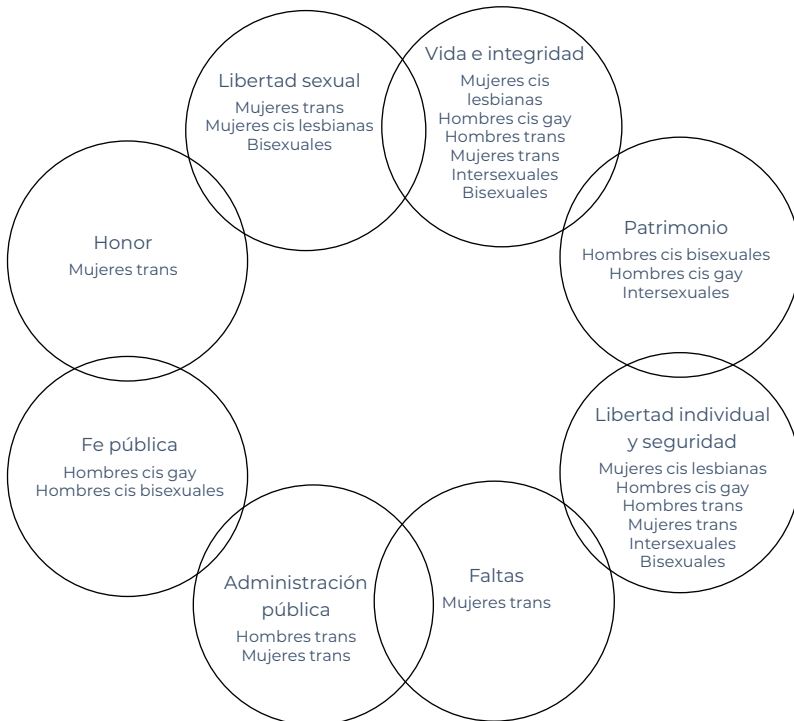 Vida e integridad
Mujeres cis
lesbianas
Hombres cis gay
Hombres trans
Mujeres trans
Intersexuales
Bisexuales
Libertad sexual
Mujeres trans
Mujeres cis lesbianas
Bisexuales
Patrimonio
Hombres cis bisexuales
Hombres cis gay
Intersexuales
Honor
Mujeres trans
Libertad individual
y seguridad
Mujeres cis lesbianas
Hombres cis gay
Hombres trans
Mujeres trans
Intersexuales
Bisexuales
Fe pública
Hombres cis gay
Hombres cis bisexuales
Faltas
Mujeres trans
Administración
pública
Hombres trans
Mujeres trans